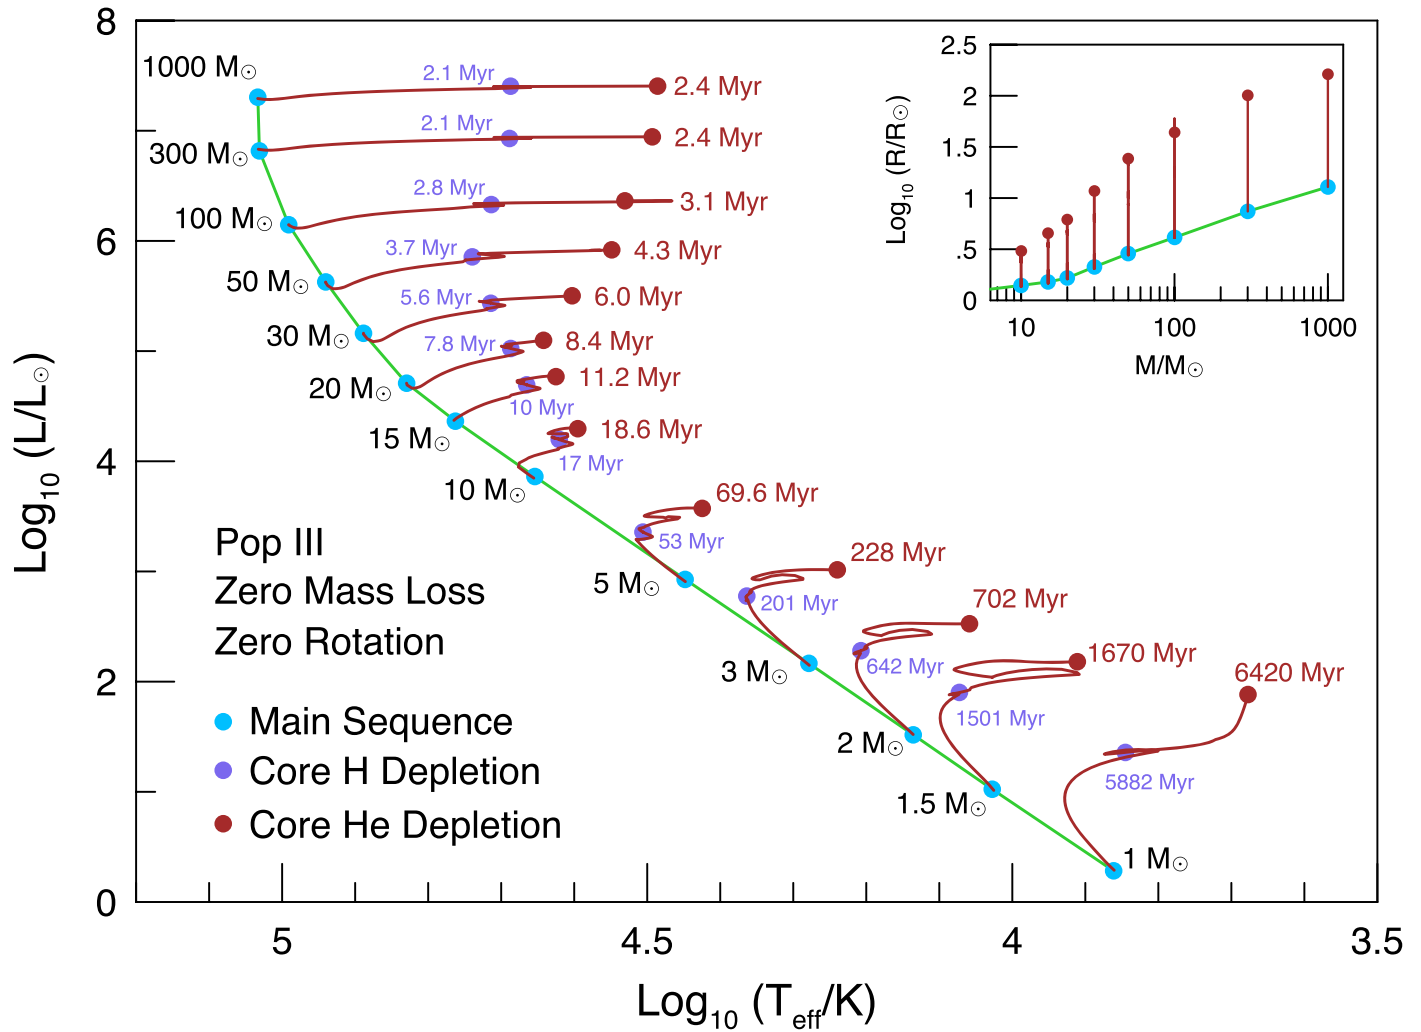 8
6
4
2
0
Log₁₀ (L/L☉)
5
4.5
4
3.5
Log₁₀ (T_eff/K)
1000 M☉
2.1 Myr
2.4 Myr
300 M☉
2.1 Myr
2.4 Myr
100 M☉
2.8 Myr
3.1 Myr
50 M☉
3.7 Myr
4.3 Myr
30 M☉
5.6 Myr
6.0 Myr
20 M☉
7.8 Myr
8.4 Myr
15 M☉
10 Myr
11.2 Myr
10 M☉
17 Myr
18.6 Myr
5 M☉
53 Myr
69.6 Myr
3 M☉
201 Myr
228 Myr
2 M☉
642 Myr
702 Myr
1.5 M☉
1501 Myr
1670 Myr
1 M☉
5882 Myr
6420 Myr
Pop III
Zero Mass Loss
Zero Rotation
Main Sequence
Core H Depletion
Core He Depletion
2.5
2
1.5
1
.5
0
Log₁₀ (R/R☉)
10
100
1000
M/M☉